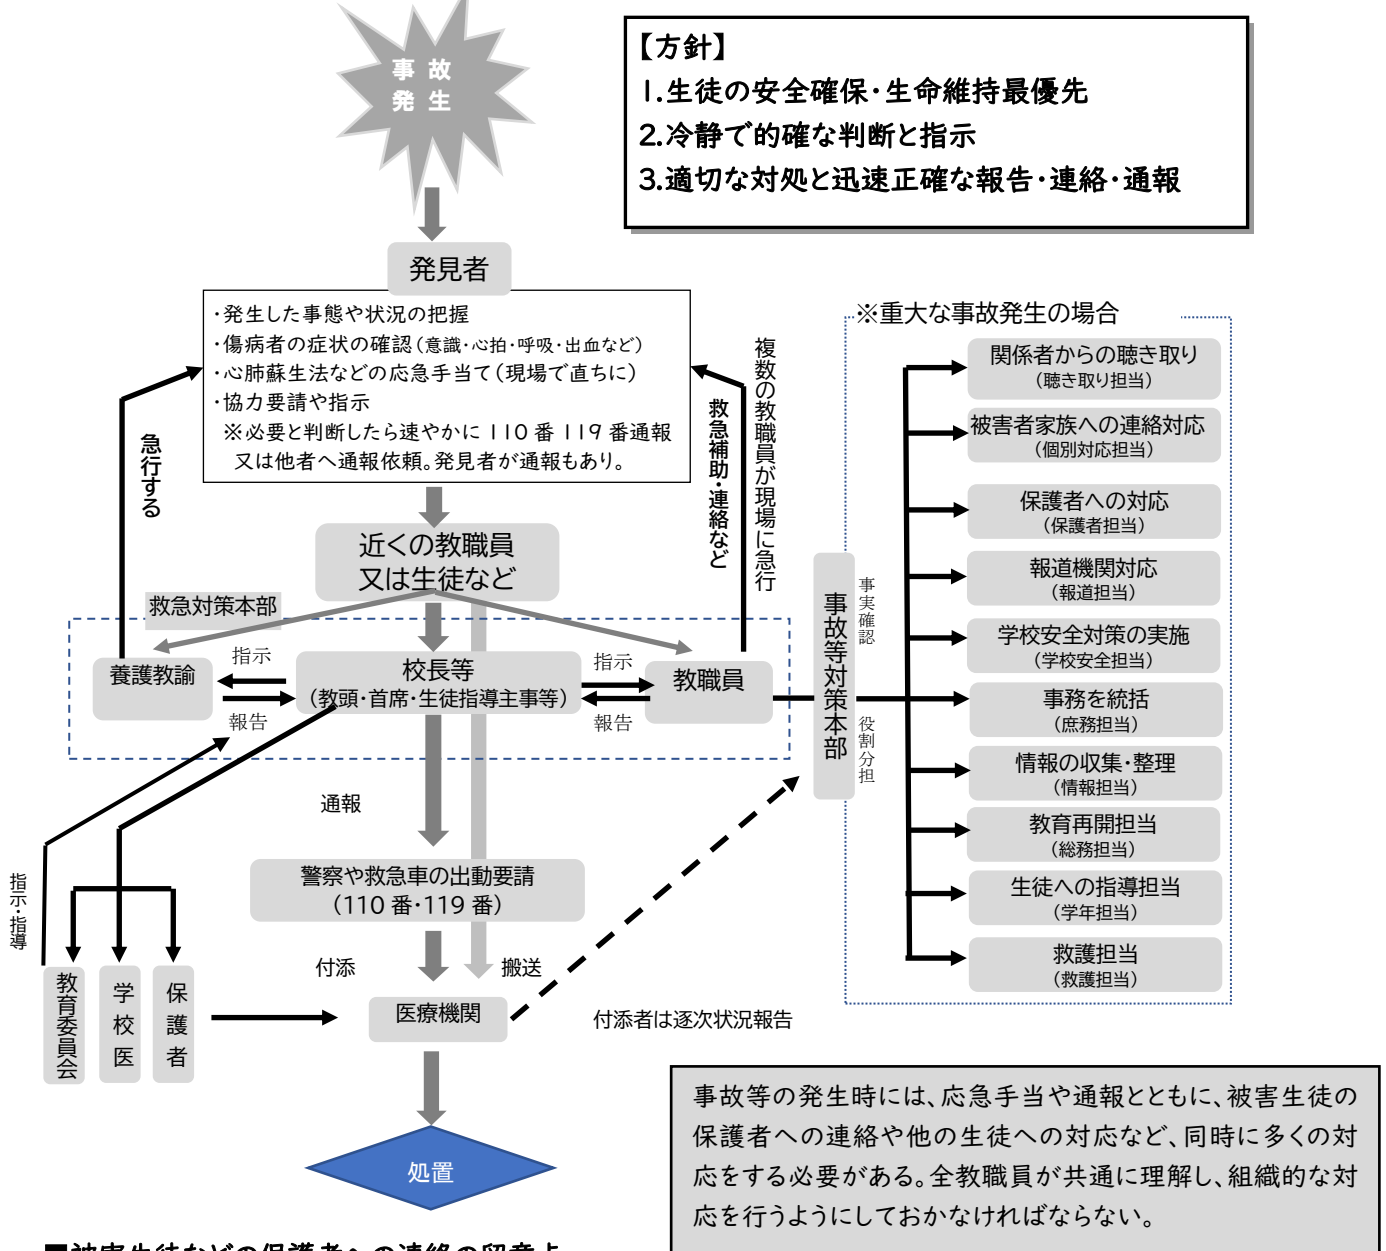 事 故
発 生
【方針】
1.生徒の安全確保・生命維持最優先
2.冷静で的確な判断と指示
3.適切な対処と迅速正確な報告・連絡・通報
発見者
・発生した事態や状況の把握
・傷病者の症状の確認(意識・心拍・呼吸・出血など)
・心肺蘇生法などの応急手当て(現場で直ちに)
・協力要請や指示
※必要と判断したら速やかに 110 番 119 番通報
又は他者へ通報依頼。発見者が通報もあり。
急行する
救急補助・連絡など
複数の教職員が現場に急行
近くの教職員
又は生徒など
救急対策本部
養護教諭
指示
報告
校長等
(教頭・首席・生徒指導主事等)
指示
報告
教職員
通報
警察や救急車の出動要請
(110 番・119 番)
指示・指導
付添
搬送
教育委員会
学校医
保護者
医療機関
付添者は逐次状況報告
処置
※重大な事故発生の場合
事故等対策本部
事実確認
役割分担
関係者からの聴き取り
(聴き取り担当)
被害者家族への連絡対応
(個別対応担当)
保護者への対応
(保護者担当)
報道機関対応
(報道担当)
学校安全対策の実施
(学校安全担当)
事務を統括
(庶務担当)
情報の収集・整理
(情報担当)
教育再開担当
(総務担当)
生徒への指導担当
(学年担当)
救護担当
(救護担当)
事故等の発生時には、応急手当や通報とともに、被害生徒の
保護者への連絡や他の生徒への対応など、同時に多くの対
応をする必要がある。全教職員が共通に理解し、組織的な対
応を行うようにしておかなければならない。
■被害生徒などの保護者への連絡の留意点